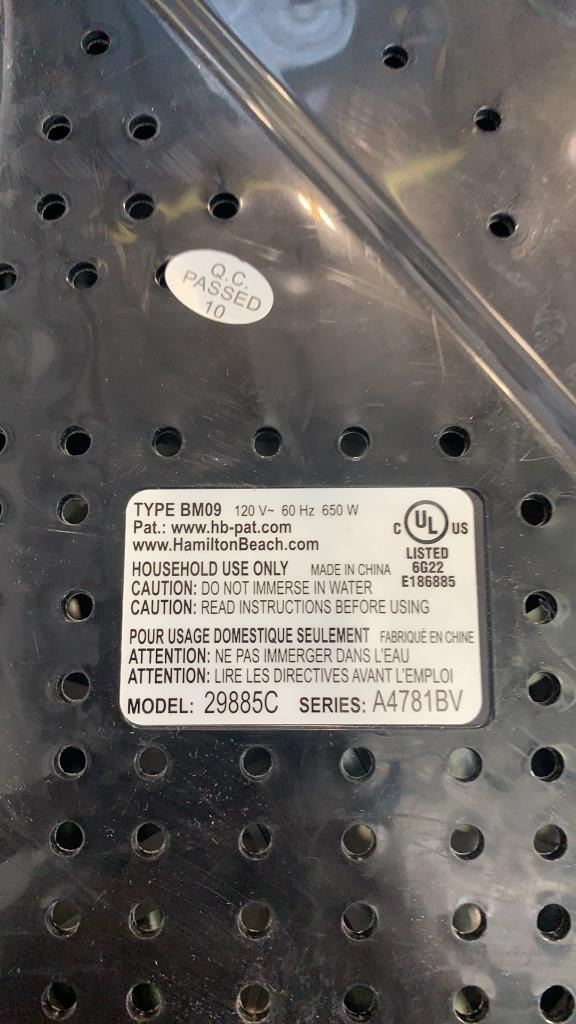 Q.C.
PASSED
10
TYPE BM09 120 V~ 60 Hz 650 W
Pat.: www.hb-pat.com
www.HamiltonBeach.com
C UL US
LISTED
6G22
E186885
HOUSEHOLD USE ONLY MADE IN CHINA
CAUTION: DO NOT IMMERSE IN WATER
CAUTION: READ INSTRUCTIONS BEFORE USING
POUR USAGE DOMESTIQUE SEULEMENT FABRIQUÉ EN CHINE
ATTENTION: NE PAS IMMERGER DANS L'EAU
ATTENTION: LIRE LES DIRECTIVES AVANT L'EMPLOI
MODEL: 29885C SERIES: A4781BV